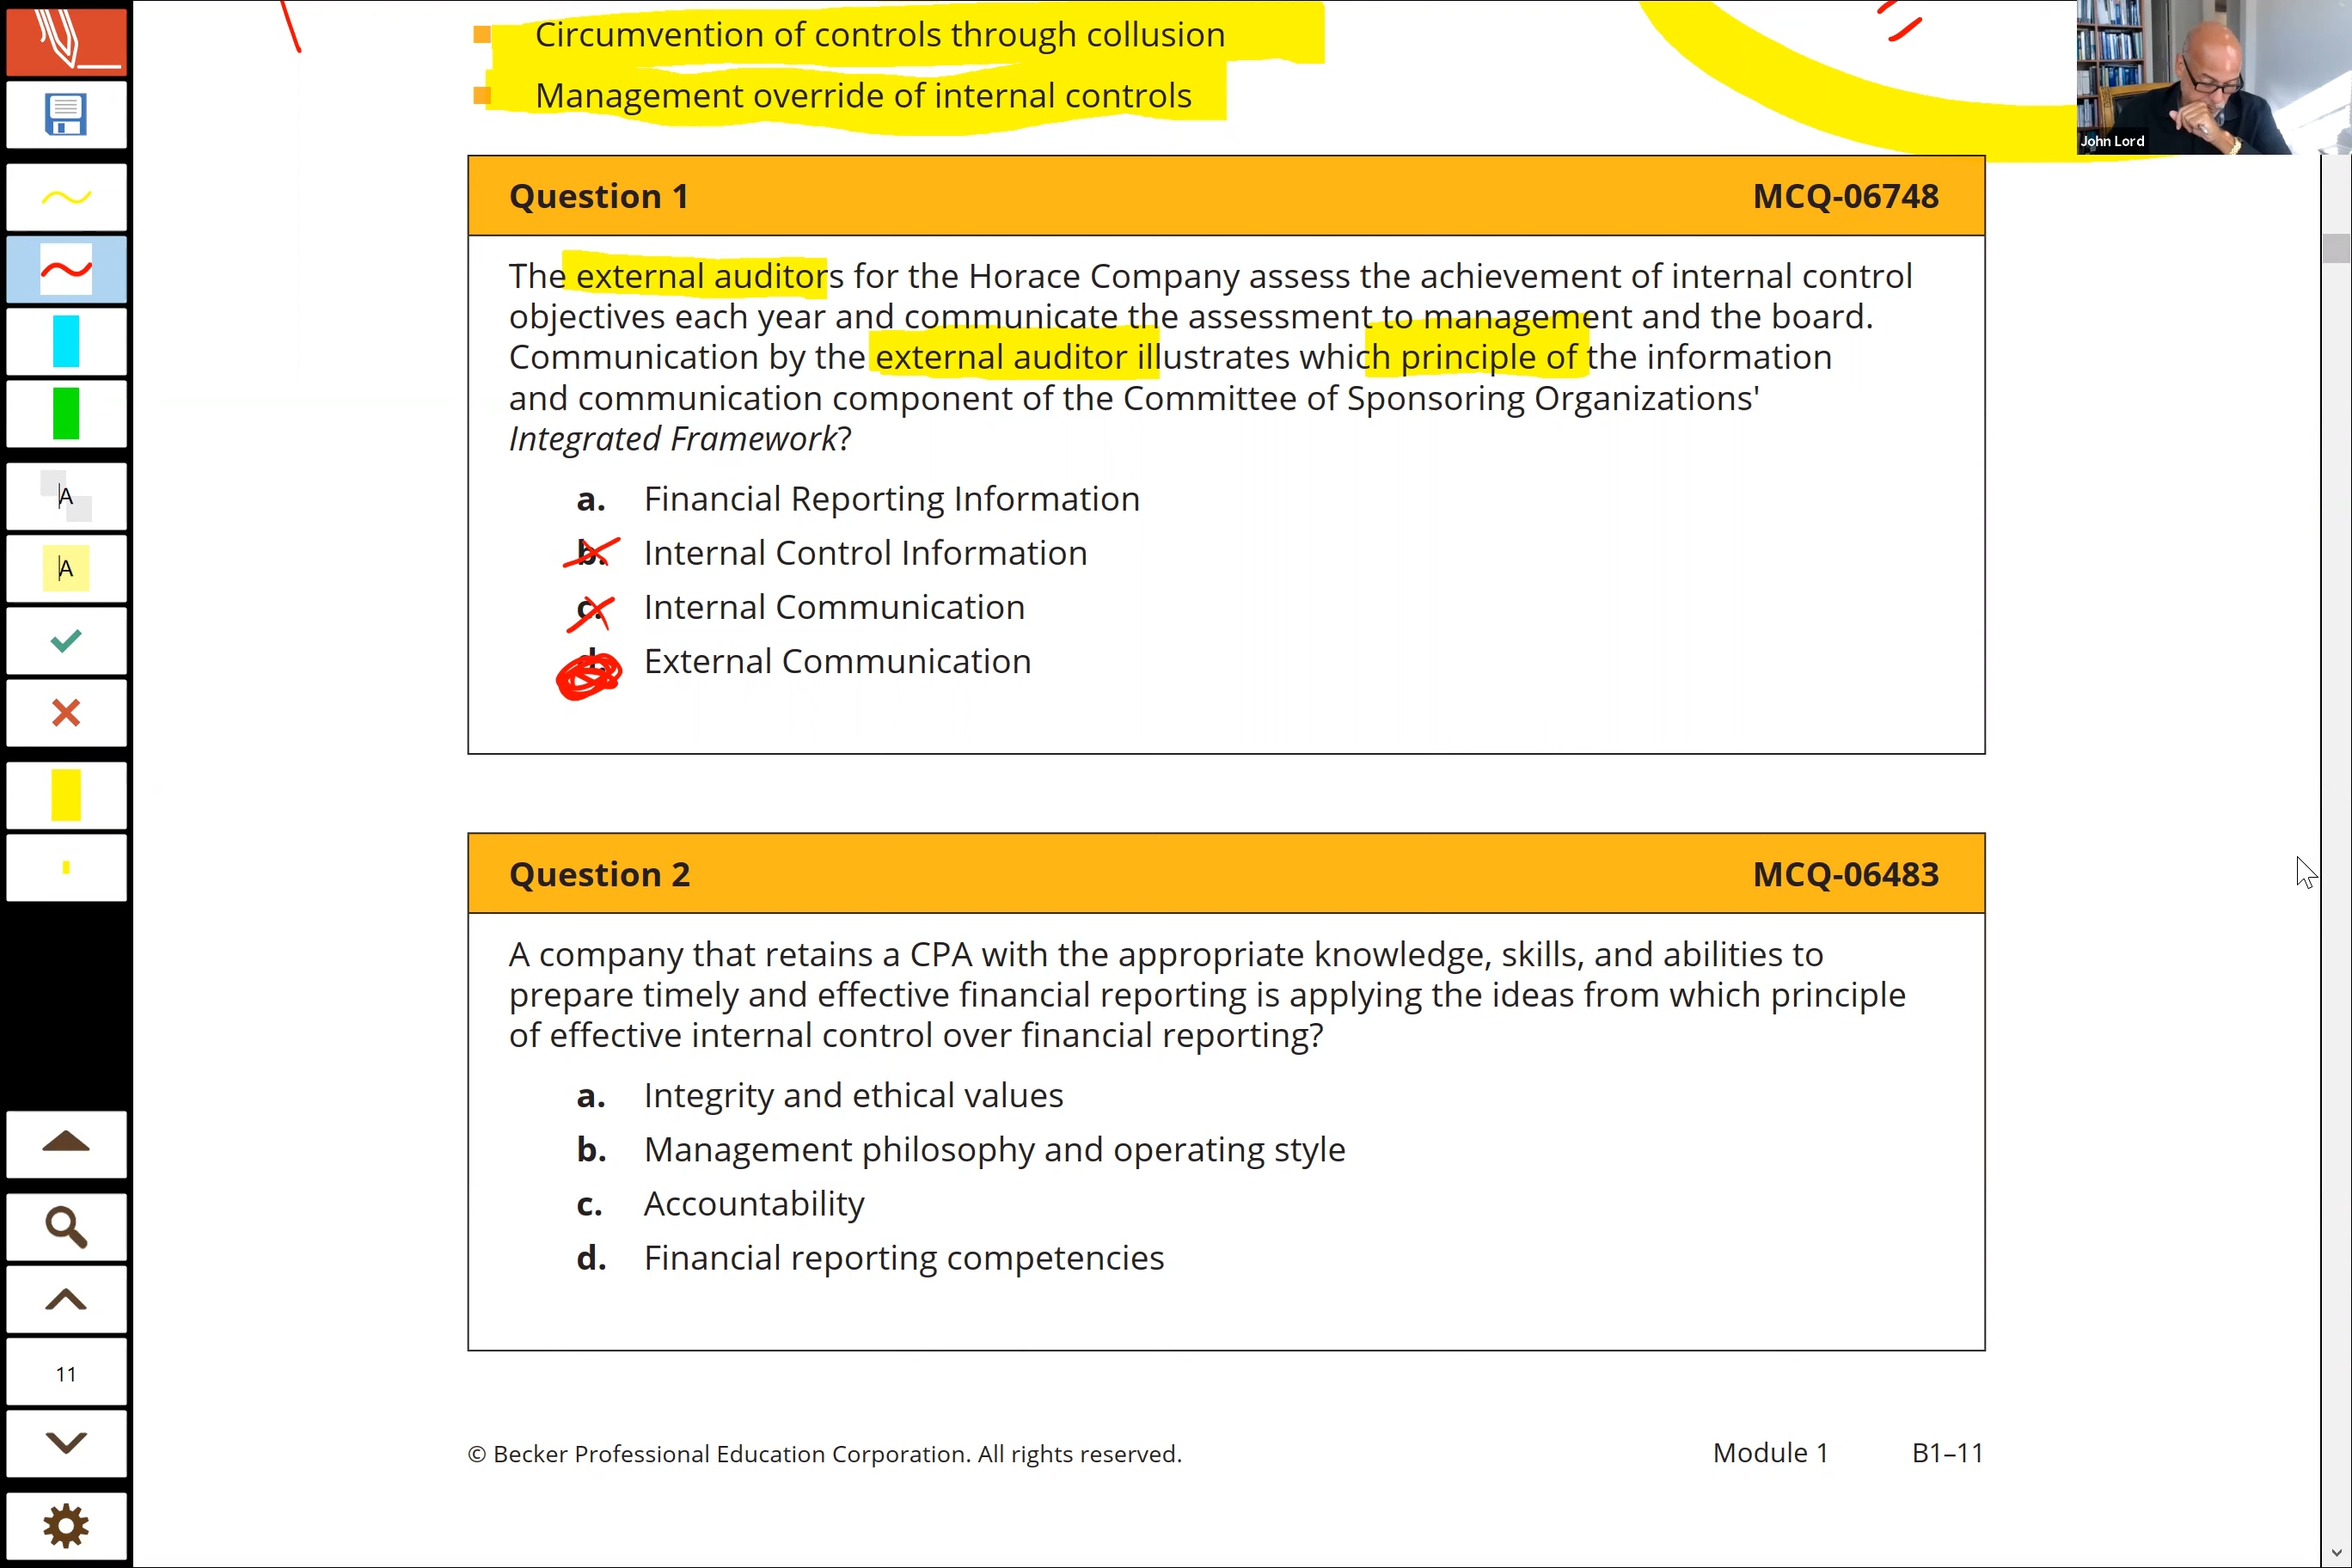 Circumvention of controls through collusion
Management override of internal controls
John Lord
Question 1 MCQ-06748
The external auditors for the Horace Company assess the achievement of internal control
objectives each year and communicate the assessment to management and the board.
Communication by the external auditor illustrates which principle of the information
and communication component of the Committee of Sponsoring Organizations'
Integrated Framework?
a. Financial Reporting Information
b. Internal Control Information
c. Internal Communication
d. External Communication
A
A
Question 2 MCQ-06483
A company that retains a CPA with the appropriate knowledge, skills, and abilities to
prepare timely and effective financial reporting is applying the ideas from which principle
of effective internal control over financial reporting?
a. Integrity and ethical values
b. Management philosophy and operating style
c. Accountability
d. Financial reporting competencies
11
© Becker Professional Education Corporation. All rights reserved. Module 1 B1–11